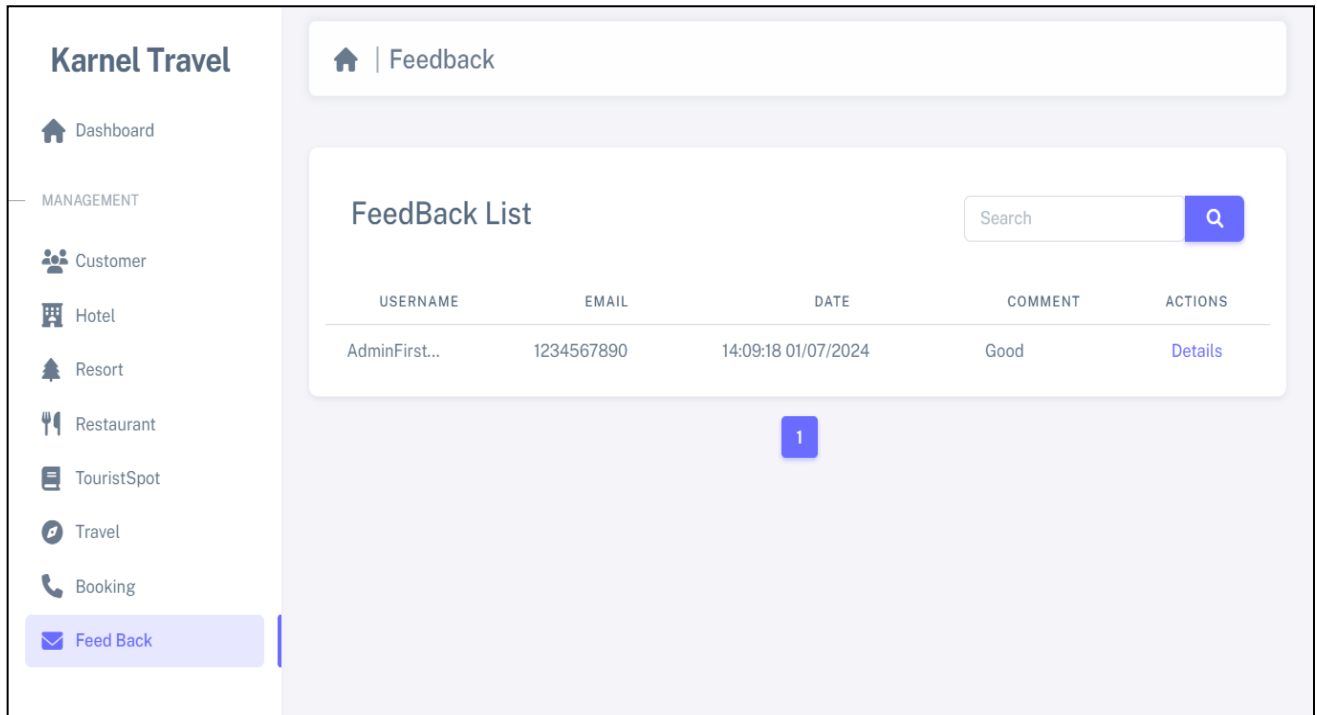 Karnel Travel
Dashboard
MANAGEMENT
Customer
Hotel
Resort
Restaurant
TouristSpot
Travel
Booking
Feed Back
| Feedback
FeedBack List
Search
USERNAME EMAIL DATE COMMENT ACTIONS
AdminFirst... 1234567890 14:09:18 01/07/2024 Good Details
1